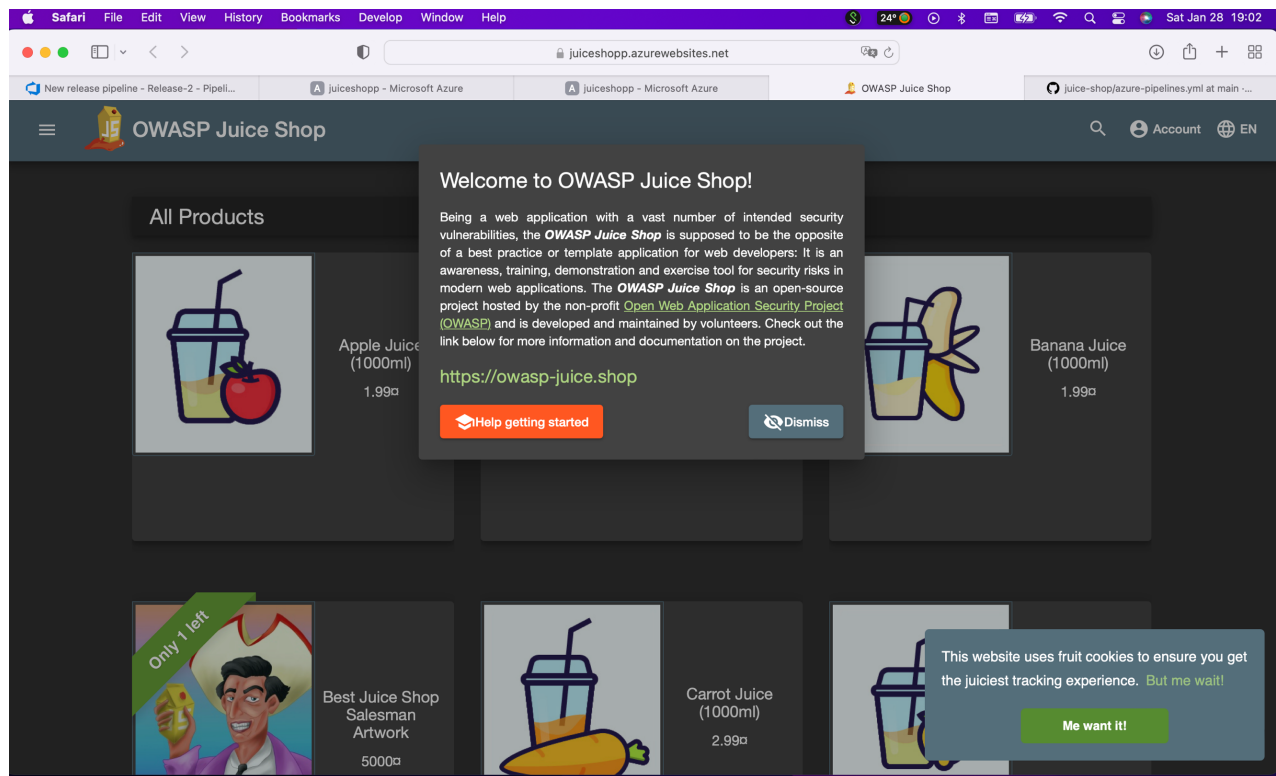 Safari File Edit View History Bookmarks Develop Window Help
24° Sat Jan 28 19:02
juiceshopp.azurewebsites.net
New release pipeline - Release-2 - Pipeli...
juiceshopp - Microsoft Azure
juiceshopp - Microsoft Azure
OWASP Juice Shop
juice-shop/azure-pipelines.yml at main ·...
OWASP Juice Shop
Account EN
All Products
Welcome to OWASP Juice Shop!
Being a web application with a vast number of intended security
vulnerabilities, the OWASP Juice Shop is supposed to be the opposite
of a best practice or template application for web developers: It is an
awareness, training, demonstration and exercise tool for security risks in
modern web applications. The OWASP Juice Shop is an open-source
project hosted by the non-profit Open Web Application Security Project
(OWASP) and is developed and maintained by volunteers. Check out the
link below for more information and documentation on the project.
https://owasp-juice.shop
Help getting started
Dismiss
Apple Juice
(1000ml)
1.99¤
Banana Juice
(1000ml)
1.99¤
Only 1 left
Best Juice Shop
Salesman
Artwork
5000¤
Carrot Juice
(1000ml)
2.99¤
This website uses fruit cookies to ensure you get
the juiciest tracking experience. But me wait!
Me want it!